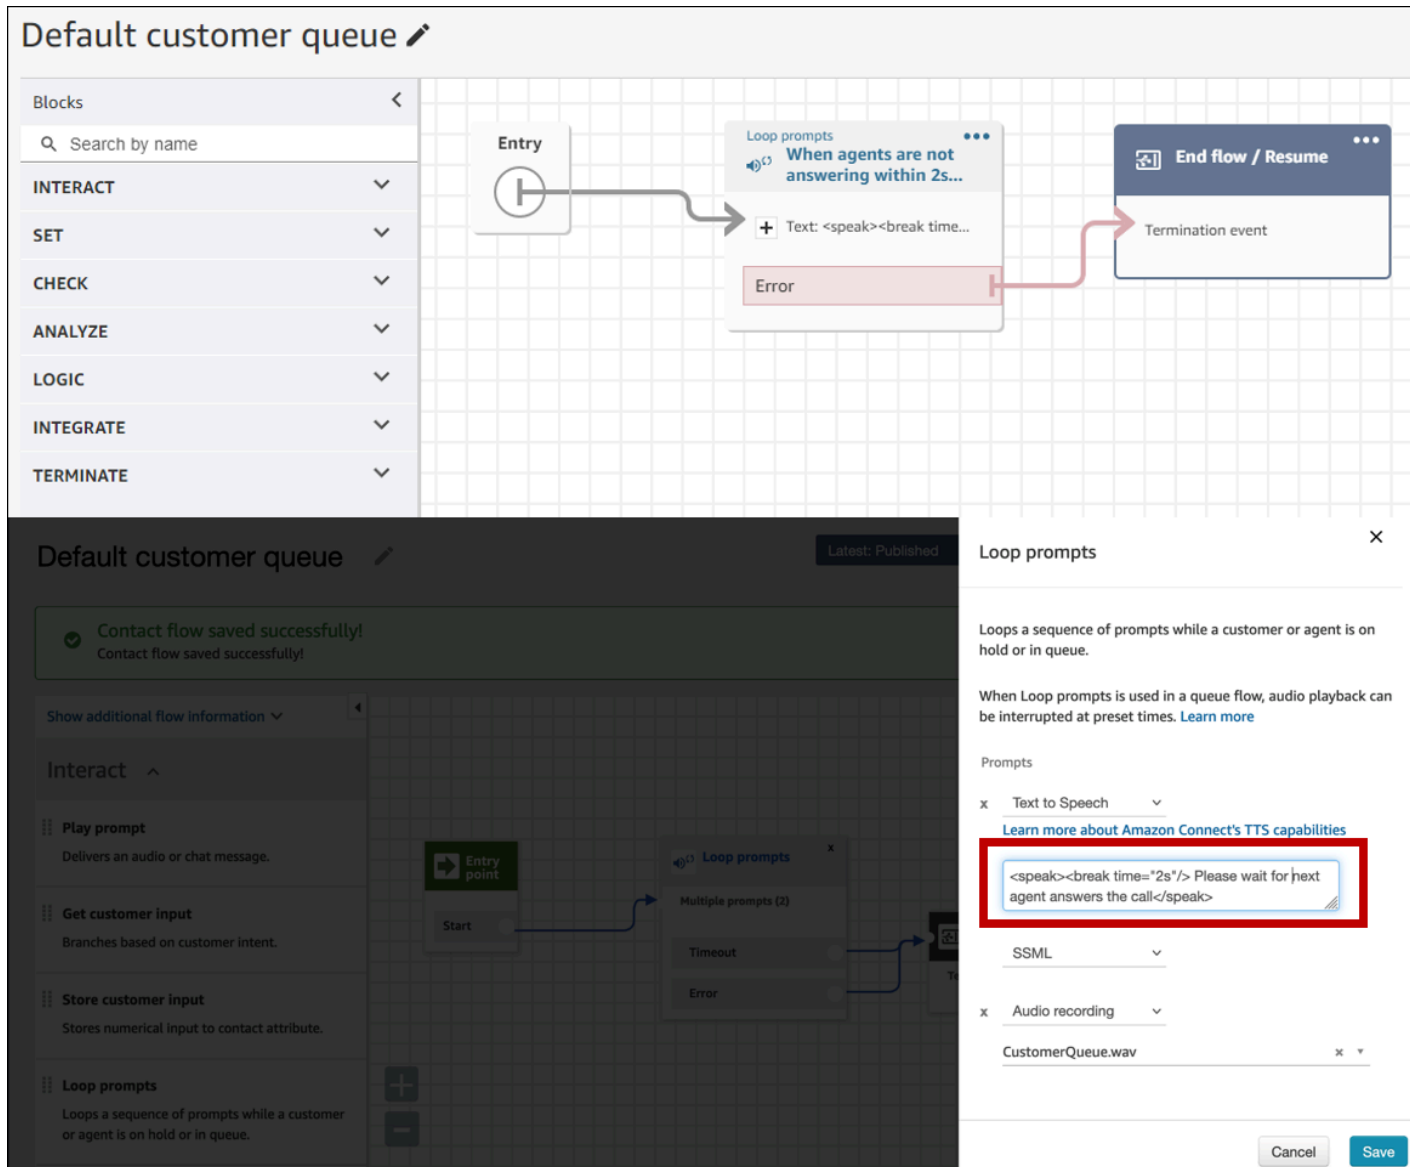 Default customer queue
Blocks
Search by name
INTERACT
SET
CHECK
ANALYZE
LOGIC
INTEGRATE
TERMINATE
Entry
Loop prompts
When agents are not
answering within 2s...
Text: <speak><break time...
Error
End flow / Resume
Termination event
Default customer queue
Latest: Published
Contact flow saved successfully!
Contact flow saved successfully!
Show additional flow information
Interact
Play prompt
Delivers an audio or chat message.
Get customer input
Branches based on customer intent.
Store customer input
Stores numerical input to contact attribute.
Loop prompts
Loops a sequence of prompts while a customer
or agent is on hold or in queue.
Entry
point
Start
Loop prompts
x
Multiple prompts (2)
Timeout
Error
Te
Loop prompts
Loops a sequence of prompts while a customer or agent is on
hold or in queue.
When Loop prompts is used in a queue flow, audio playback can
be interrupted at preset times. Learn more
Prompts
x Text to Speech
Learn more about Amazon Connect's TTS capabilities
<speak><break time="2s"/> Please wait for next
agent answers the call</speak>
SSML
x Audio recording
CustomerQueue.wav
Cancel
Save